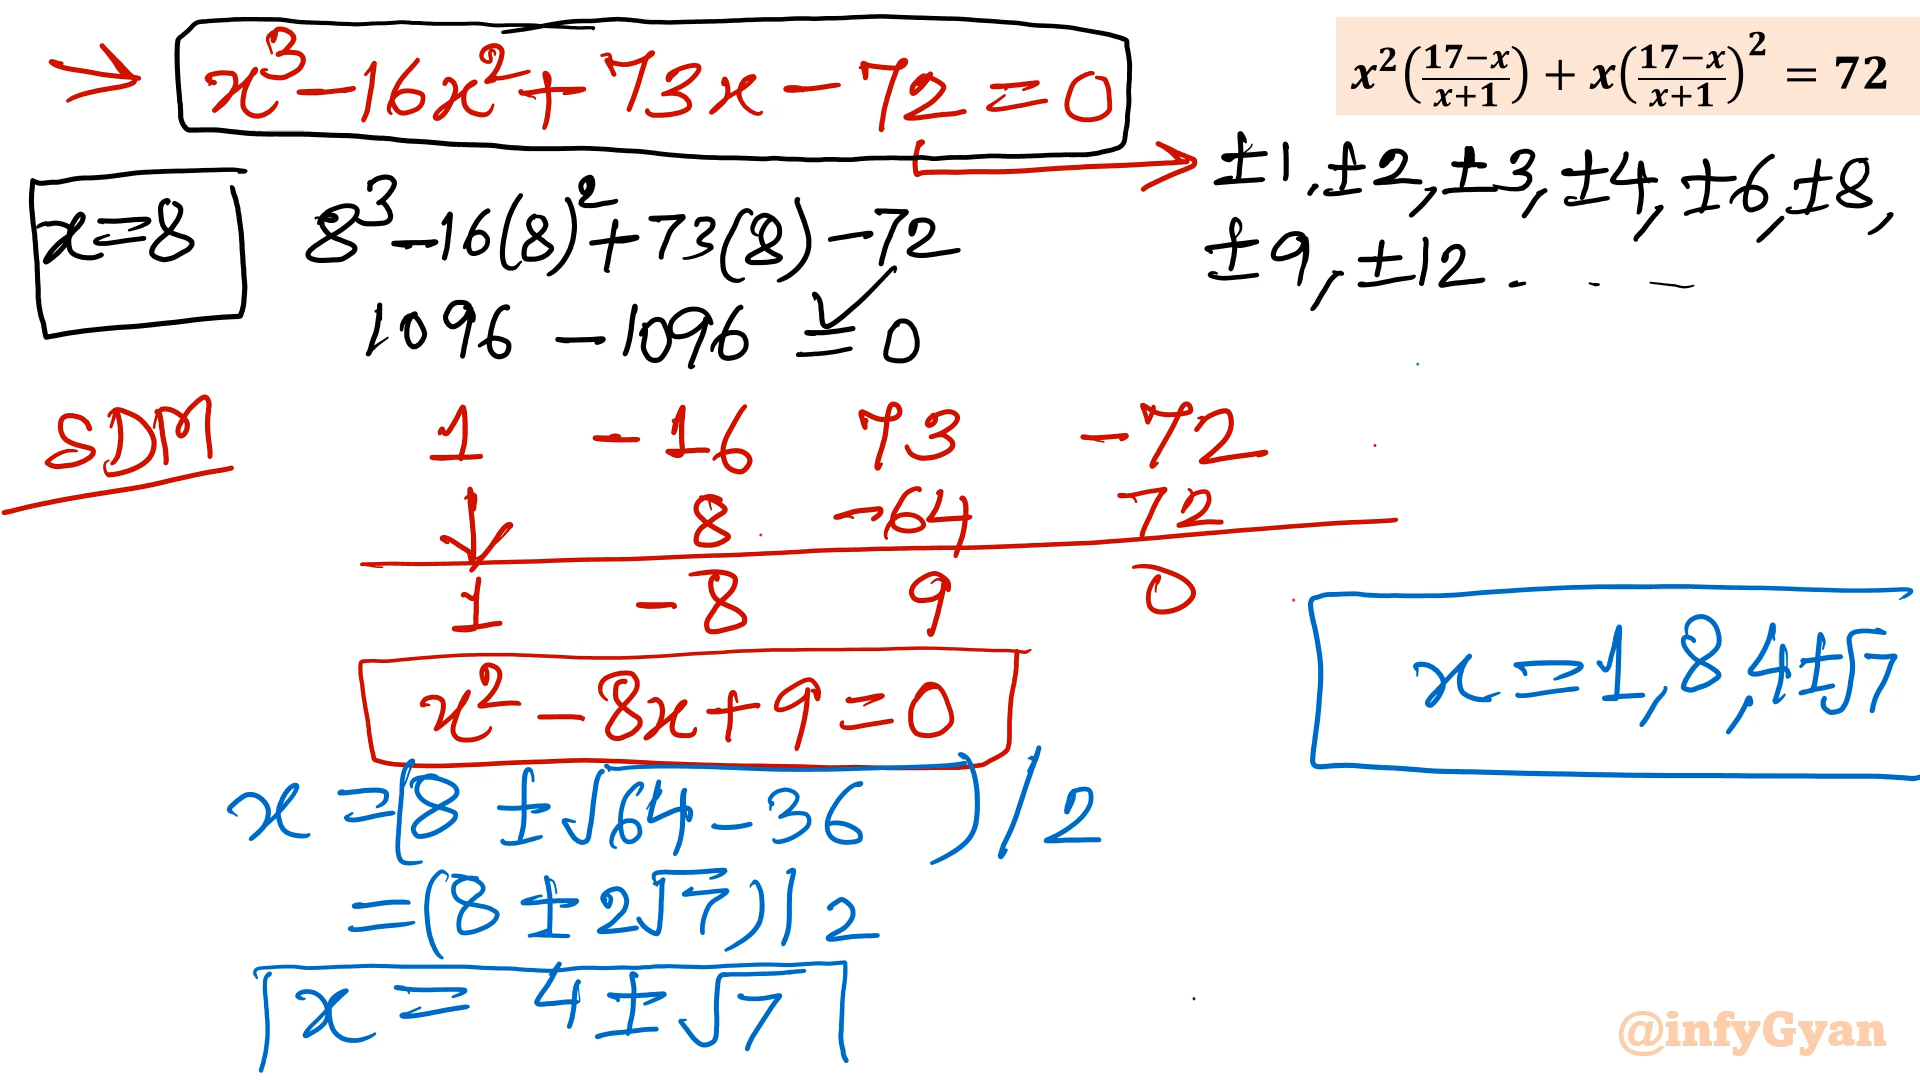 → x³ − 16x² + 73x − 72 = 0
x²((17−x)/(x+1)) + x((17−x)/(x+1))² = 72
→ ±1, ±2, ±3, ±4, ±6, ±8,
±9, ±12 . . —
x = 8
8³ − 16(8)² + 73(8) − 72
1096 − 1096 = 0
SDM
1 −16 73 −72
↓ 8 −64 72
1 −8 9 0
x² − 8x + 9 = 0
x = (8 ± √64 − 36 ) / 2
= (8 ± 2√7) / 2
x = 4 ± √7
x = 1, 8, 4 ± √7
@infyGyan